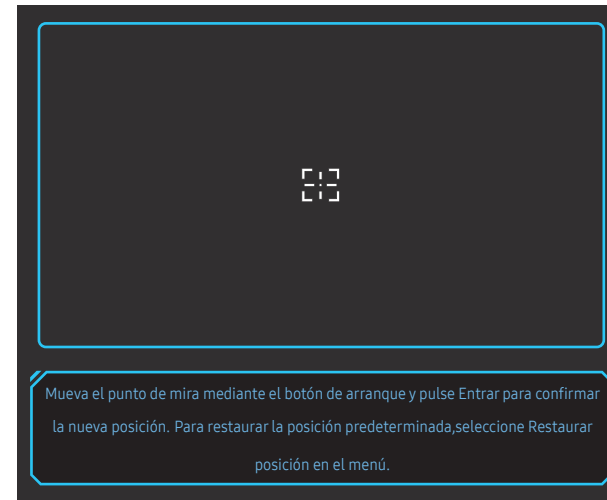 Mueva el punto de mira mediante el botón de arranque y pulse Entrar para confirmar
la nueva posición. Para restaurar la posición predeterminada,seleccione Restaurar
posición en el menú.